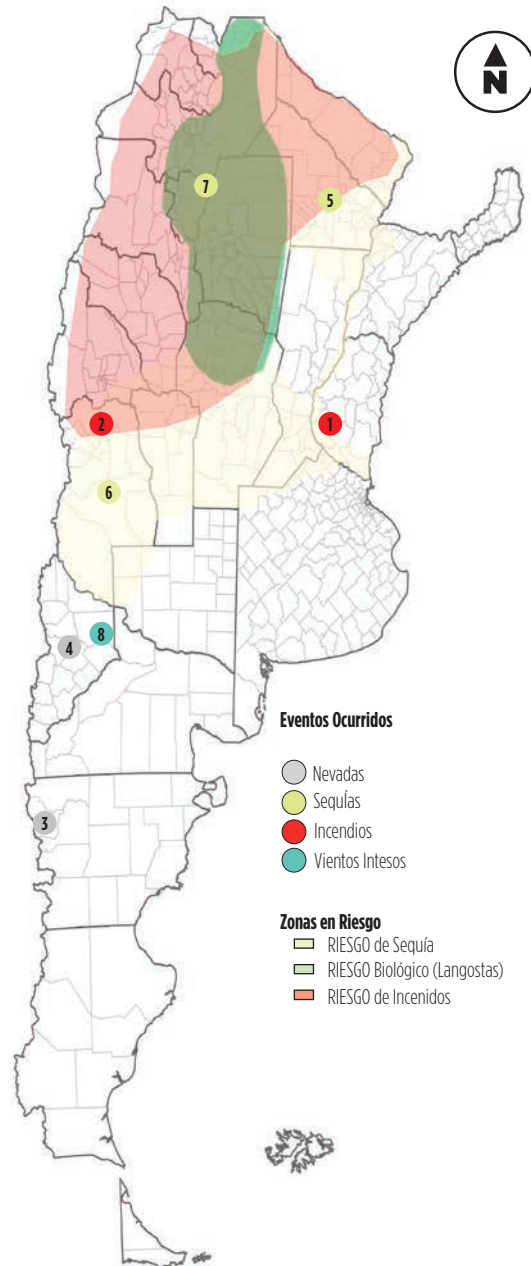 N
7
5
2
1
6
8
4
3
Eventos Ocurridos
Nevadas
Sequías
Incendios
Vientos Intesos
Zonas en Riesgo
RIESGO de Sequía
RIESGO Biológico (Langostas)
RIESGO de Incenidos